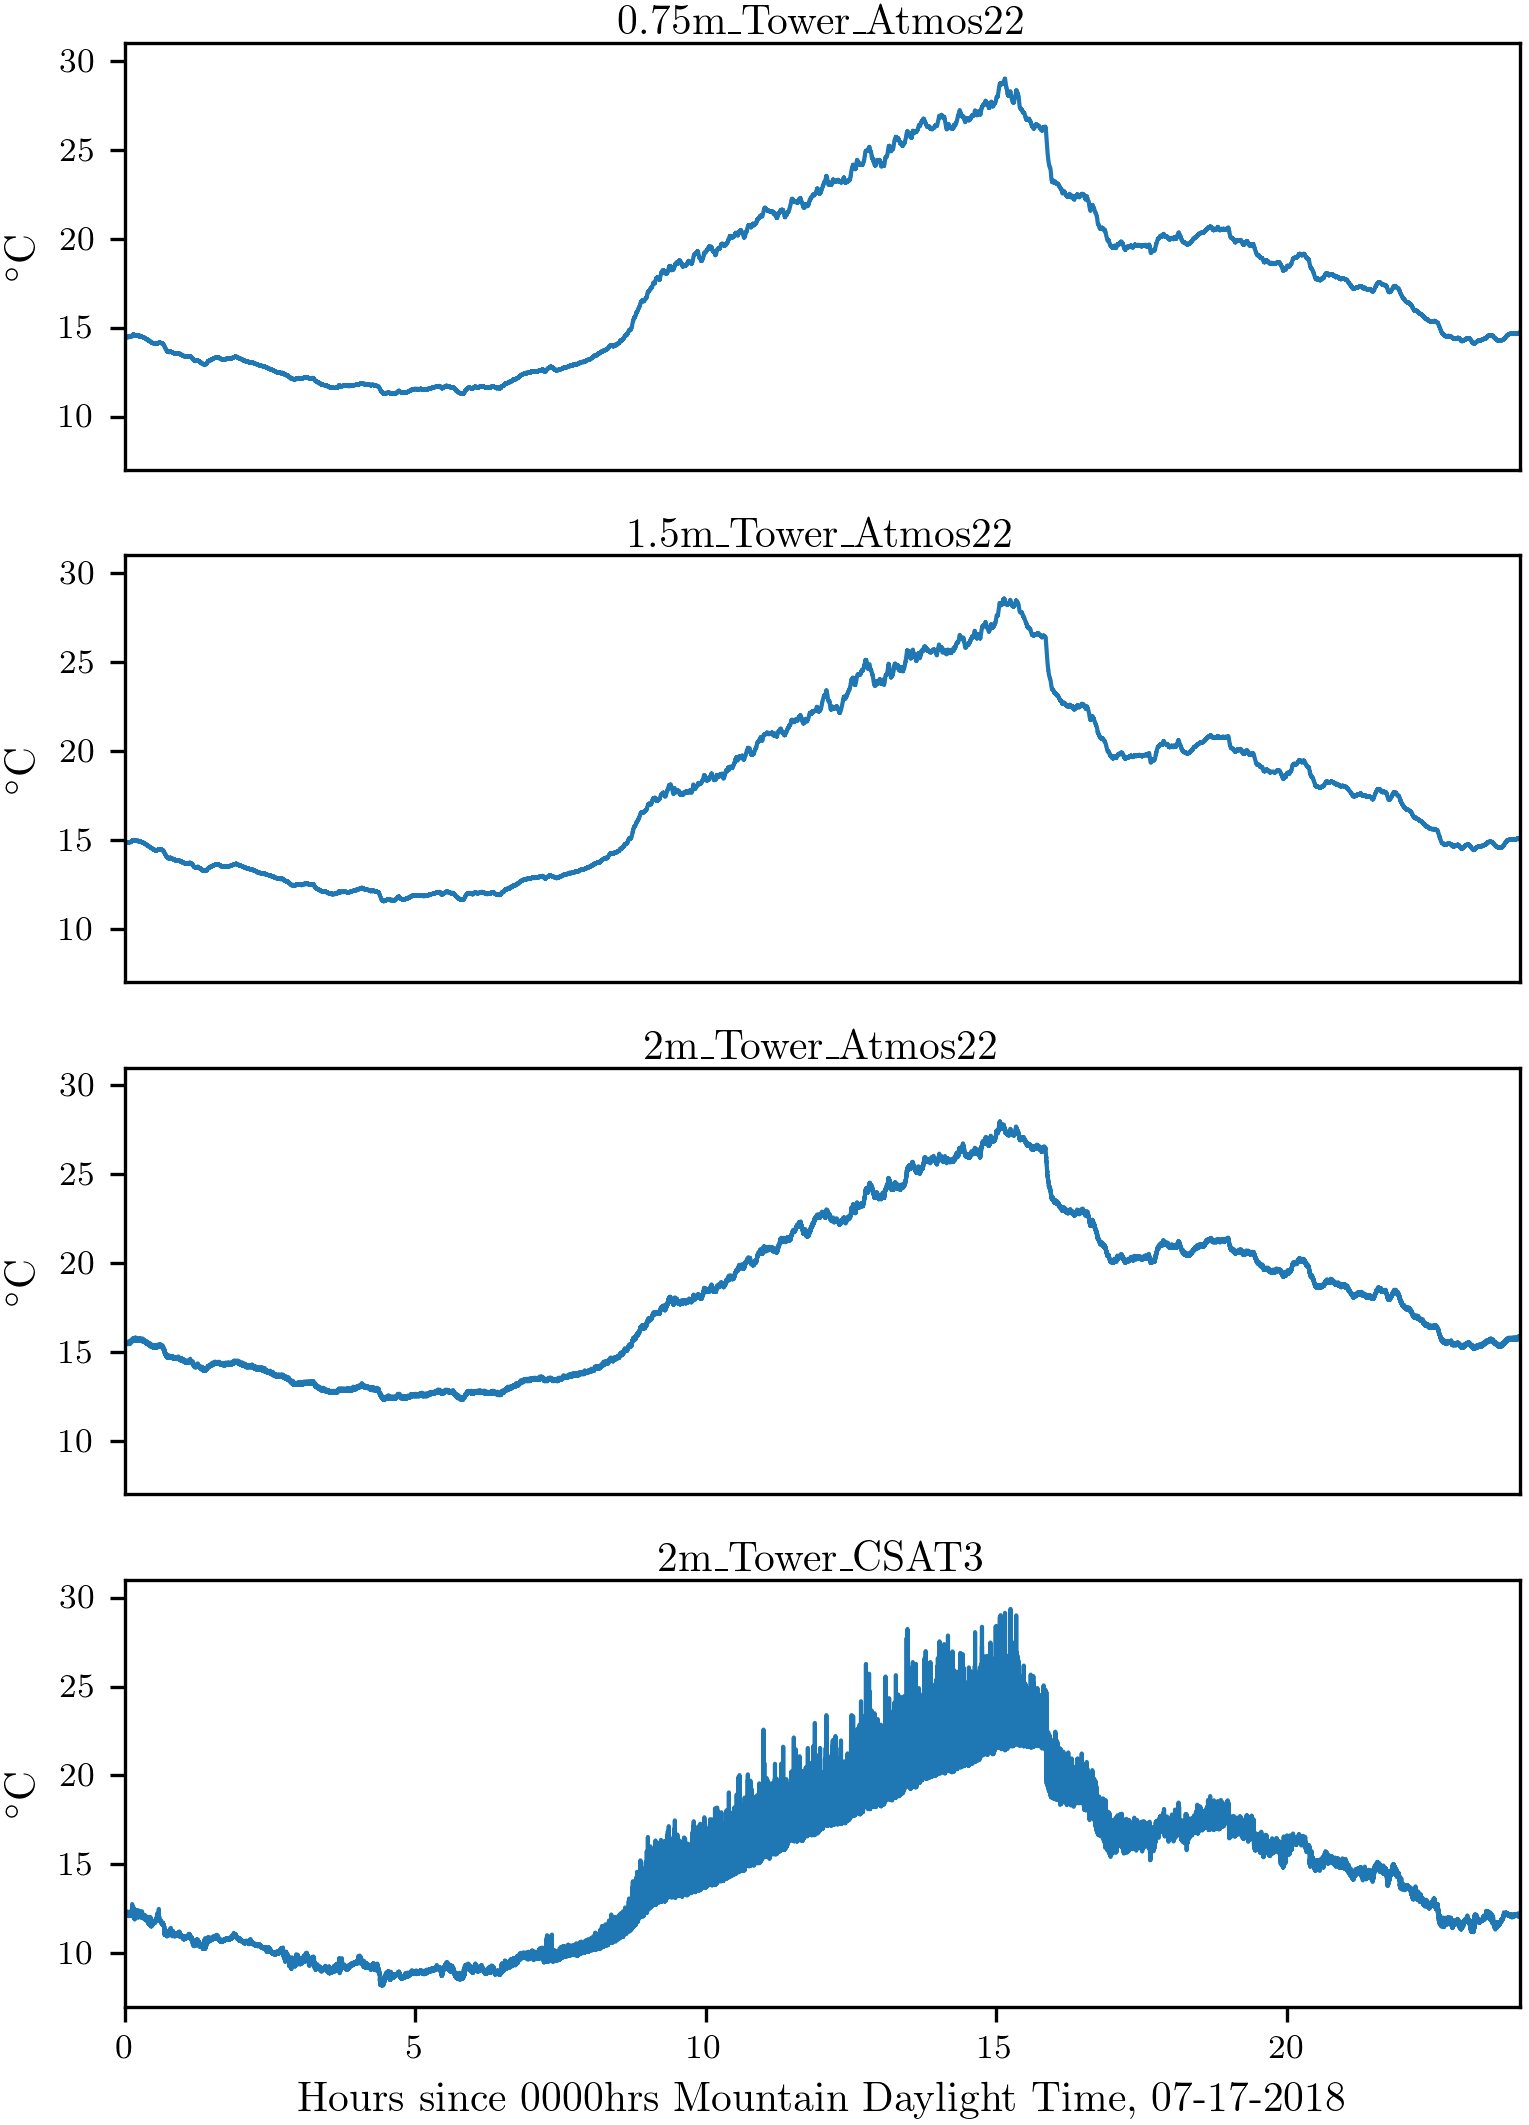 0.75m_Tower_Atmos22
30
25
20
15
10
°C
1.5m_Tower_Atmos22
30
25
20
15
10
°C
2m_Tower_Atmos22
30
25
20
15
10
°C
2m_Tower_CSAT3
30
25
20
15
10
°C
0 5 10 15 20
Hours since 0000hrs Mountain Daylight Time, 07-17-2018